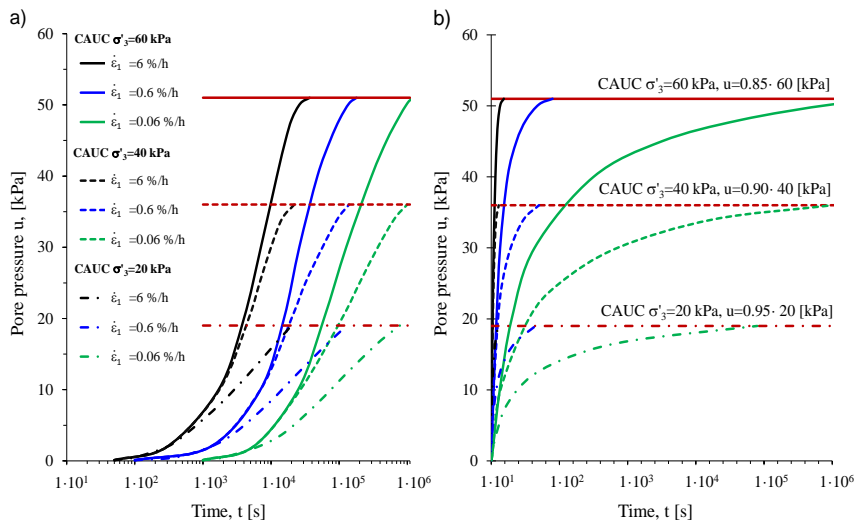 a)
CAUC σ'₃=60 kPa
ε̇₁ =6 %/h
ε̇₁ =0.6 %/h
ε̇₁ =0.06 %/h
CAUC σ'₃=40 kPa
ε̇₁ =6 %/h
ε̇₁ =0.6 %/h
ε̇₁ =0.06 %/h
CAUC σ'₃=20 kPa
ε̇₁ =6 %/h
ε̇₁ =0.6 %/h
ε̇₁ =0.06 %/h
Pore pressure u, [kPa]
60
50
40
30
20
10
0
1·10¹
1·10²
1·10³
1·10⁴
1·10⁵
1·10⁶
Time, t [s]
b)
CAUC σ'₃=60 kPa, u=0.85· 60 [kPa]
CAUC σ'₃=40 kPa, u=0.90· 40 [kPa]
CAUC σ'₃=20 kPa, u=0.95· 20 [kPa]
Pore pressure u, [kPa]
60
50
40
30
20
10
0
1·10¹
1·10²
1·10³
1·10⁴
1·10⁵
1·10⁶
Time, t [s]